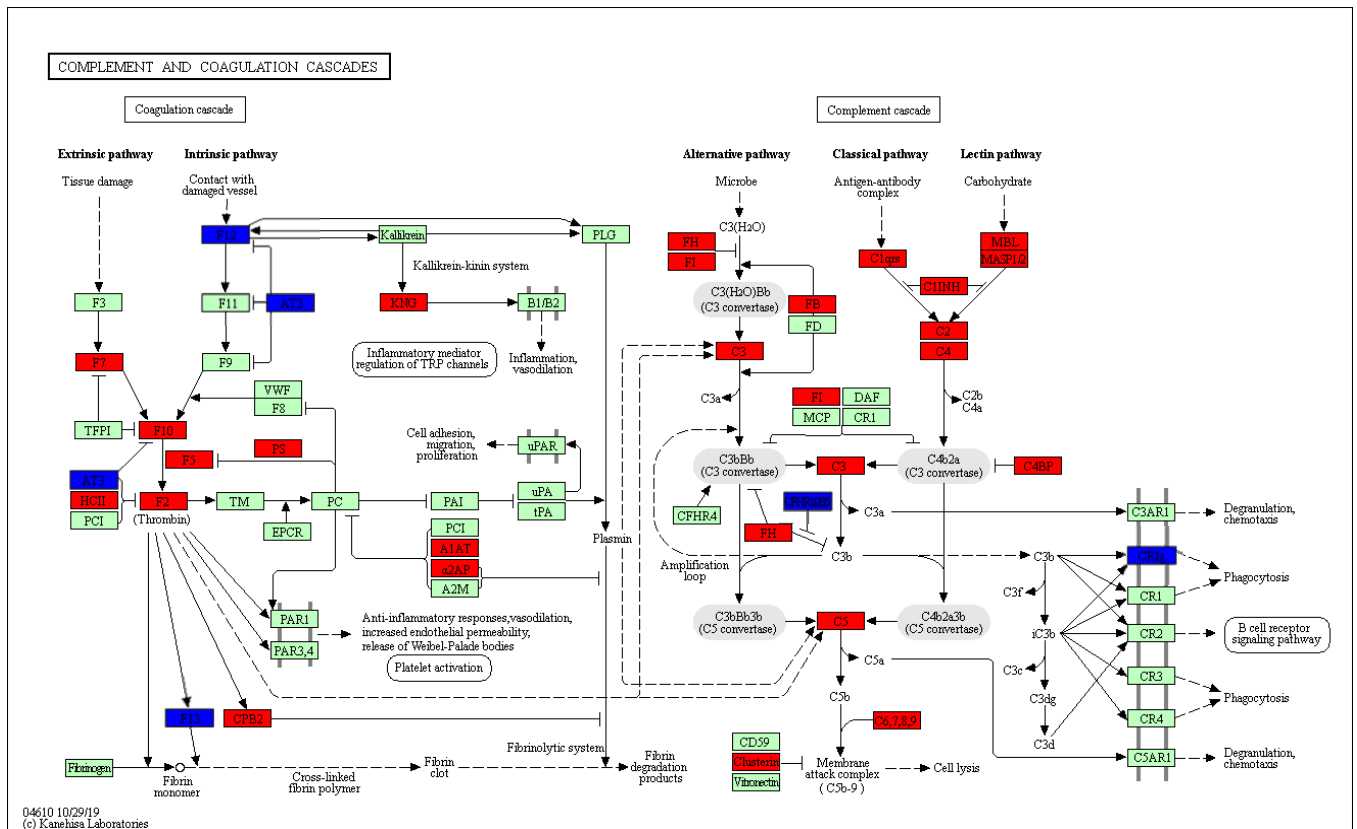 COMPLEMENT AND COAGULATION CASCADES
Coagulation cascade
Complement cascade
Extrinsic pathway
Intrinsic pathway
Alternative pathway
Classical pathway
Lectin pathway
Tissue damage
Contact with
damaged vessel
Microbe
Antigen-antibody
complex
Carbohydrate
F12
Kallikrein
PLG
C3(H2O)
FH
FI
C1qrs
MBL
MASP1/2
Kallikrein-kinin system
F3
F11
AT3
KNG
B1/B2
C3(H2O)Bb
(C3 convertase)
FB
FD
C1INH
C2
C4
F7
F9
Inflammatory mediator
regulation of TRP channels
Inflammation,
vasodilation
C3
VWF
F8
C3a
FI
DAF
MCP
CR1
C2b
C4a
TFPI
F10
PS
F5
Cell adhesion,
migration,
proliferation
uPAR
C3bBb
(C3 convertase)
C3
C4b2a
(C3 convertase)
C4BP
AT3
HCII
PCI
F2
(Thrombin)
TM
EPCR
PC
PAI
uPA
tPA
CFHR4
FH
C3a
C3AR1
Degranulation,
chemotaxis
PCI
A1AT
α2AP
A2M
Plasmin
Amplification
loop
C3b
C3b
CRIg
Phagocytosis
C3f
CR1
PAR1
PAR3,4
Anti-inflammatory responses,vasodilation,
increased endothelial permeability,
release of Weibel-Palade bodies
Platelet activation
C3bBb3b
(C5 convertase)
C5
C4b2a3b
(C5 convertase)
iC3b
CR2
B cell receptor
signaling pathway
C5a
C3c
CR3
C5b
C3dg
Phagocytosis
F13
CPB2
C6,7,8,9
CR4
C3d
Fibrinolytic system
CD59
Clusterin
Vitronectin
Membrane
attack complex
( C5b-9 )
Cell lysis
C5AR1
Degranulation,
chemotaxis
Fibrinogen
Fibrin
monomer
Cross-linked
fibrin polymer
Fibrin
clot
Fibrin
degradation
products
04610 10/29/19
(c) Kanehisa Laboratories